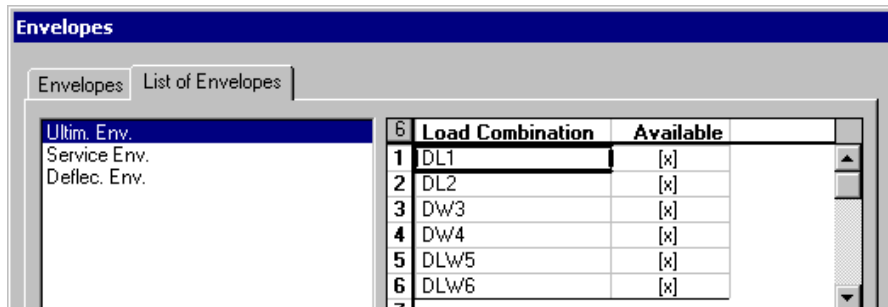 Envelopes
Envelopes List of Envelopes
Ultim. Env.
Service Env.
Deflec. Env.
6 Load Combination Available
1 DL1 [x]
2 DL2 [x]
3 DW3 [x]
4 DW4 [x]
5 DLW5 [x]
6 DLW6 [x]